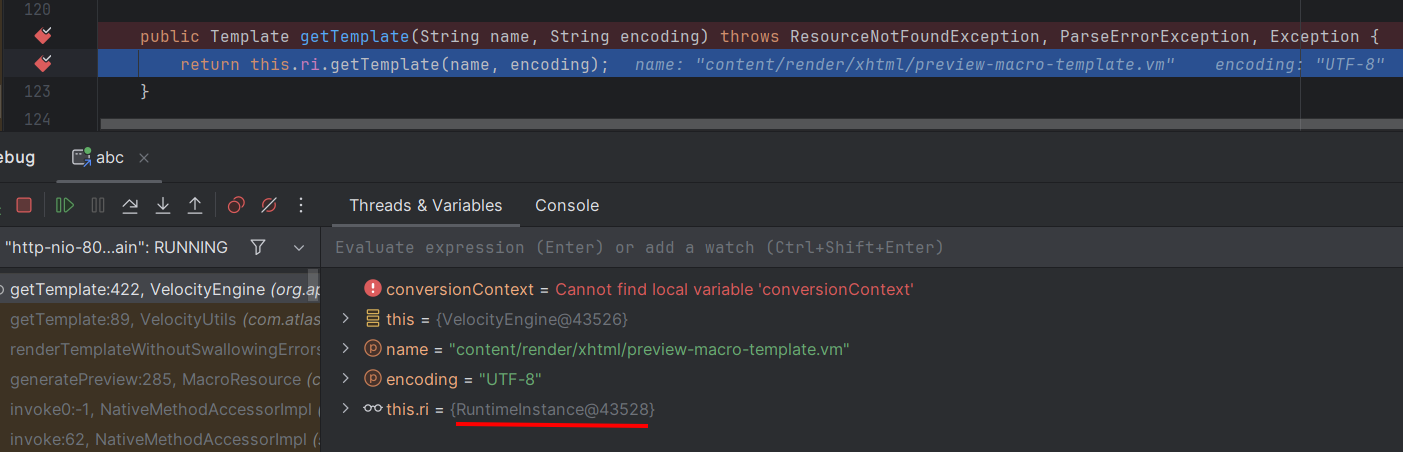 120
public Template getTemplate(String name, String encoding) throws ResourceNotFoundException, ParseErrorException, Exception {
return this.ri.getTemplate(name, encoding); name: "content/render/xhtml/preview-macro-template.vm" encoding: "UTF-8"
123 }
124
ebug abc ×
Threads & Variables Console
"http-nio-80...ain": RUNNING
Evaluate expression (Enter) or add a watch (Ctrl+Shift+Enter)
getTemplate:422, VelocityEngine (org.ap
getTemplate:89, VelocityUtils (com.atlas
renderTemplateWithoutSwallowingErrors
generatePreview:285, MacroResource (c
invoke0:-1, NativeMethodAccessorImpl (
invoke:62, NativeMethodAccessorImpl (
conversionContext = Cannot find local variable 'conversionContext'
this = {VelocityEngine@43526}
name = "content/render/xhtml/preview-macro-template.vm"
encoding = "UTF-8"
this.ri = {RuntimeInstance@43528}